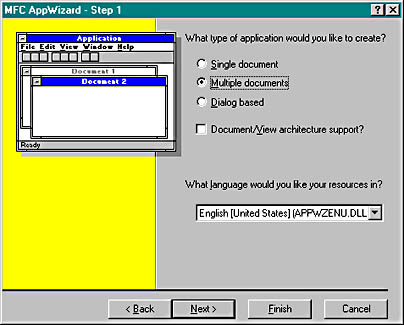 MFC AppWizard - Step 1
Application
File Edit View Window Help
Document 1
Document 2
Ready
What type of application would you like to create?
Single document
Multiple documents
Dialog based
Document/View architecture support?
What language would you like your resources in?
English [United States] (APPWZENU.DLL
< Back
Next >
Finish
Cancel